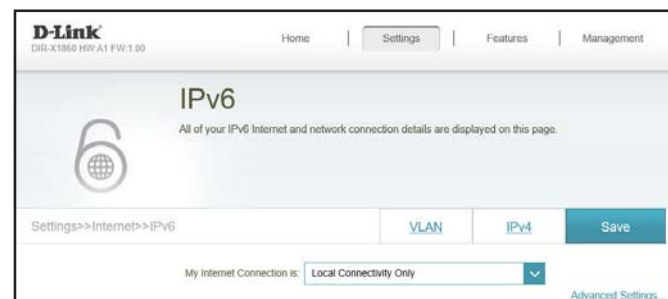 D-Link
DIR-X1860 HW:A1 FW:1.00
Home | Settings | Features | Management
IPv6
All of your IPv6 Internet and network connection details are displayed on this page.
Settings>>Internet>>IPv6
VLAN
IPv4
Save
My Internet Connection is: Local Connectivity Only
Advanced Settings...